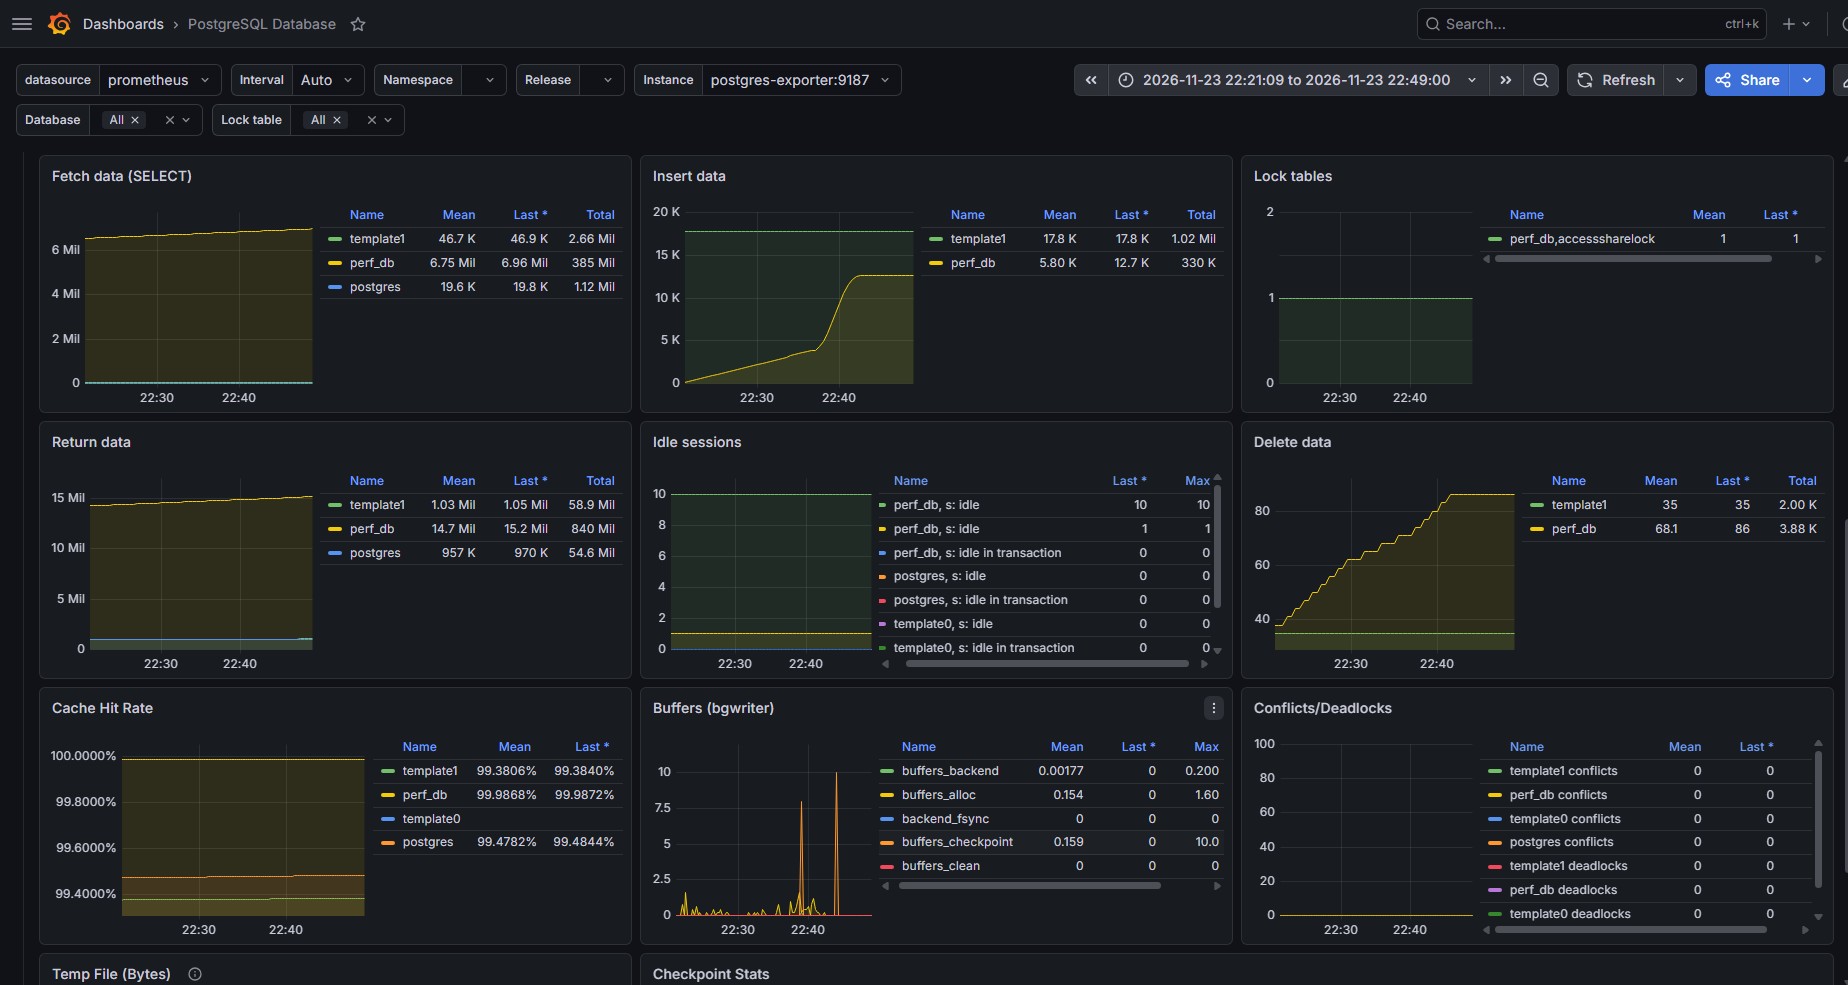 Dashboards › PostgreSQL Database
Search... ctrl+k
datasource prometheus Interval Auto Namespace Release Instance postgres-exporter:9187
2026-11-23 22:21:09 to 2026-11-23 22:49:00 Refresh Share
Database All Lock table All
Fetch data (SELECT)
6 Mil
4 Mil
2 Mil
0
22:30 22:40
Name Mean Last * Total
template1 46.7 K 46.9 K 2.66 Mil
perf_db 6.75 Mil 6.96 Mil 385 Mil
postgres 19.6 K 19.8 K 1.12 Mil
Insert data
20 K
15 K
10 K
5 K
0
22:30 22:40
Name Mean Last * Total
template1 17.8 K 17.8 K 1.02 Mil
perf_db 5.80 K 12.7 K 330 K
Lock tables
2
1
0
22:30 22:40
Name Mean Last *
perf_db,accesssharelock 1 1
Return data
15 Mil
10 Mil
5 Mil
0
22:30 22:40
Name Mean Last * Total
template1 1.03 Mil 1.05 Mil 58.9 Mil
perf_db 14.7 Mil 15.2 Mil 840 Mil
postgres 957 K 970 K 54.6 Mil
Idle sessions
10
8
6
4
2
0
22:30 22:40
Name Last * Max
perf_db, s: idle 10 10
perf_db, s: idle 1 1
perf_db, s: idle in transaction 0 0
postgres, s: idle 0 0
postgres, s: idle in transaction 0 0
template0, s: idle 0 0
template0, s: idle in transaction 0 0
Delete data
80
60
40
22:30 22:40
Name Mean Last * Total
template1 35 35 2.00 K
perf_db 68.1 86 3.88 K
Cache Hit Rate
100.0000%
99.8000%
99.6000%
99.4000%
22:30 22:40
Name Mean Last *
template1 99.3806% 99.3840%
perf_db 99.9868% 99.9872%
template0
postgres 99.4782% 99.4844%
Buffers (bgwriter)
10
7.5
5
2.5
0
22:30 22:40
Name Mean Last * Max
buffers_backend 0.00177 0 0.200
buffers_alloc 0.154 0 1.60
backend_fsync 0 0 0
buffers_checkpoint 0.159 0 10.0
buffers_clean 0 0 0
Conflicts/Deadlocks
100
80
60
40
20
0
22:30 22:40
Name Mean Last *
template1 conflicts 0 0
perf_db conflicts 0 0
template0 conflicts 0 0
postgres conflicts 0 0
template1 deadlocks 0 0
perf_db deadlocks 0 0
template0 deadlocks 0 0
Temp File (Bytes)
Checkpoint Stats